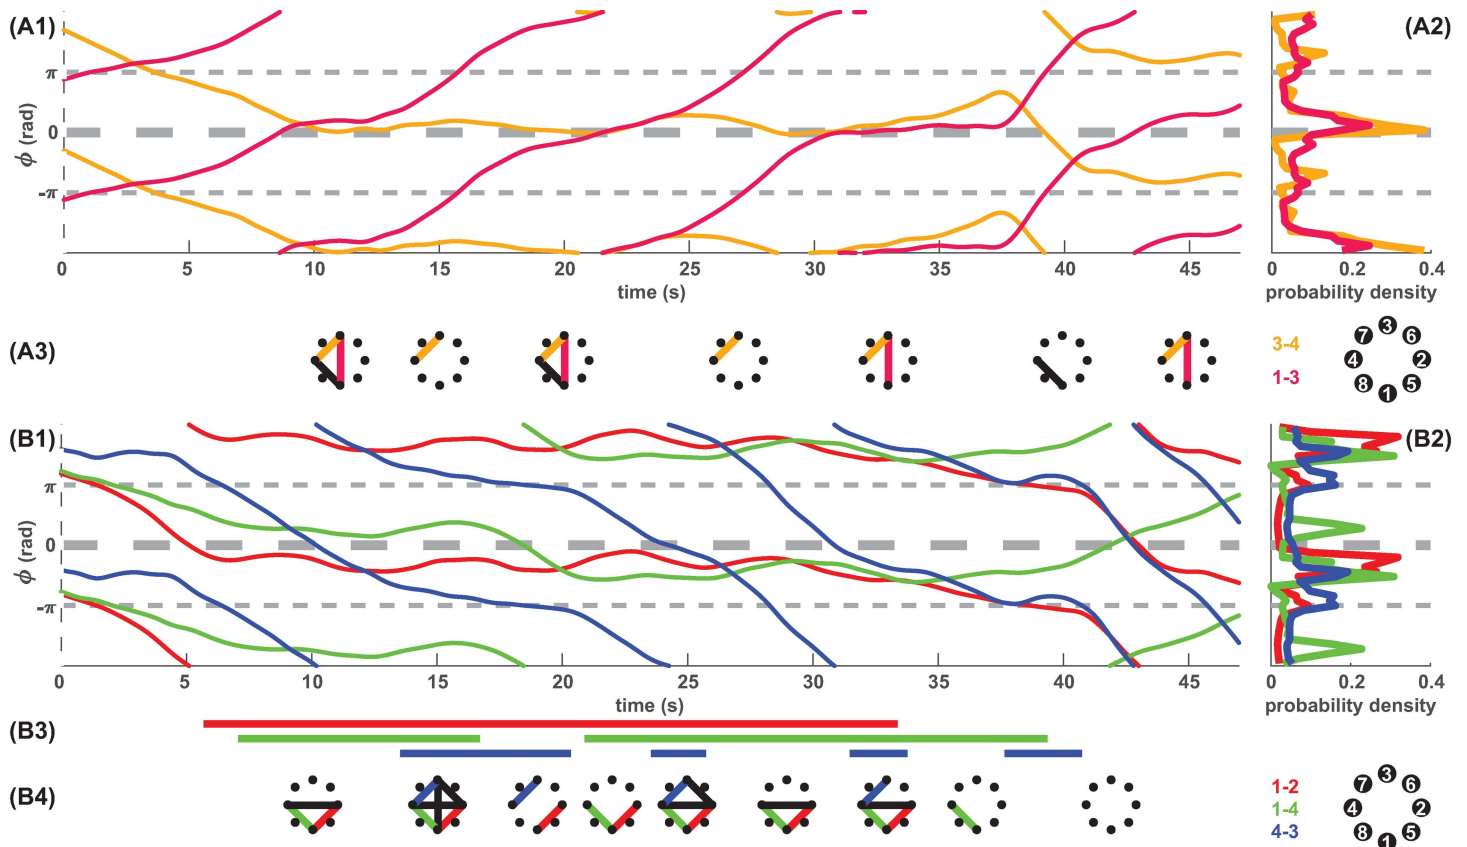 (A1)
(A2)
π
0
-π
ϕ (rad)
0 5 10 15 20 25 30 35 40 45
time (s)
0 0.2 0.4
probability density
(A3)
3-4
1-3
3
7 6
4 2
8 5
1
(B1)
(B2)
π
0
-π
ϕ (rad)
0 5 10 15 20 25 30 35 40 45
time (s)
0 0.2 0.4
probability density
(B3)
(B4)
1-2
1-4
4-3
3
7 6
4 2
8 5
1